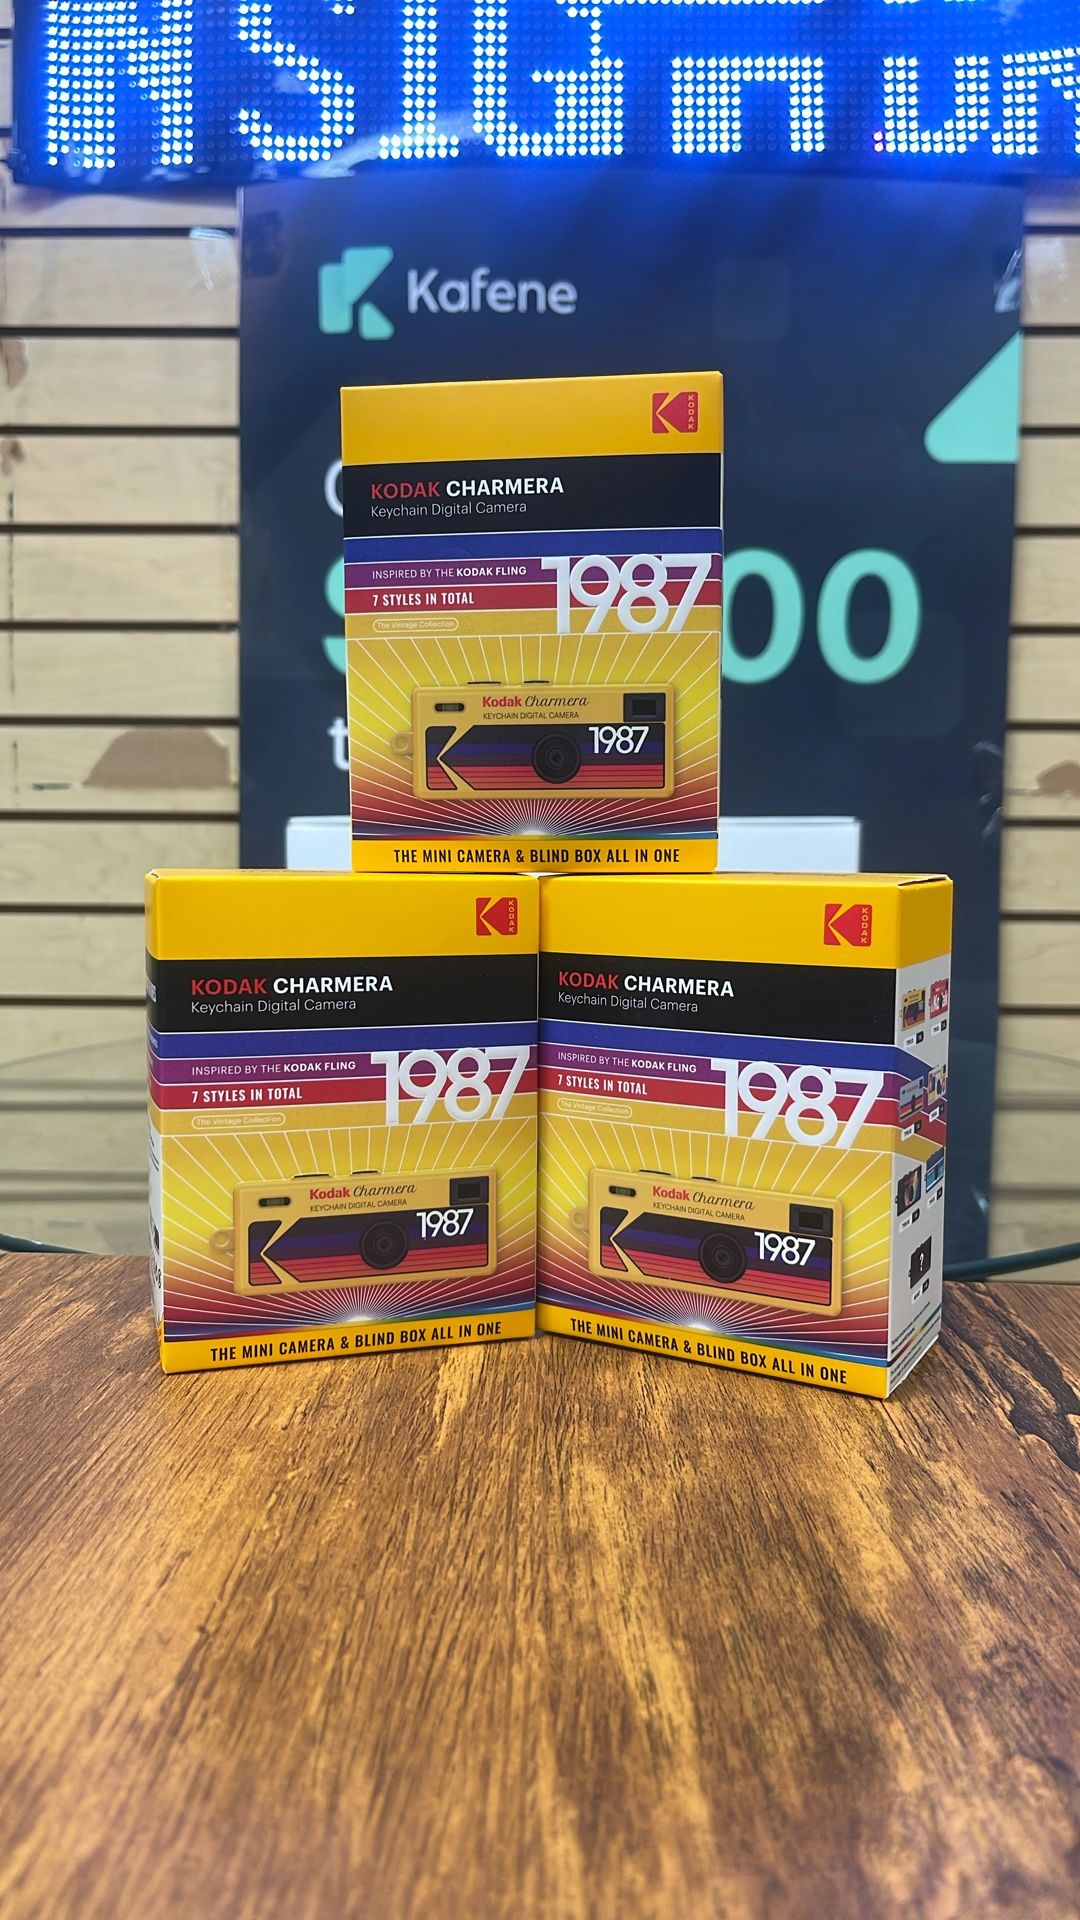 Kafene
00
KODAK
KODAK CHARMERA
Keychain Digital Camera
INSPIRED BY THE KODAK FLING
7 STYLES IN TOTAL
1987
The Vintage Collection
Kodak Charmera
KEYCHAIN DIGITAL CAMERA
1987
THE MINI CAMERA & BLIND BOX ALL IN ONE
KODAK
KODAK CHARMERA
Keychain Digital Camera
INSPIRED BY THE KODAK FLING
7 STYLES IN TOTAL
1987
The Vintage Collection
Kodak Charmera
KEYCHAIN DIGITAL CAMERA
1987
THE MINI CAMERA & BLIND BOX ALL IN ONE
KODAK
KODAK CHARMERA
Keychain Digital Camera
INSPIRED BY THE KODAK FLING
7 STYLES IN TOTAL
1987
The Vintage Collection
Kodak Charmera
KEYCHAIN DIGITAL CAMERA
1987
?
THE MINI CAMERA & BLIND BOX ALL IN ONE